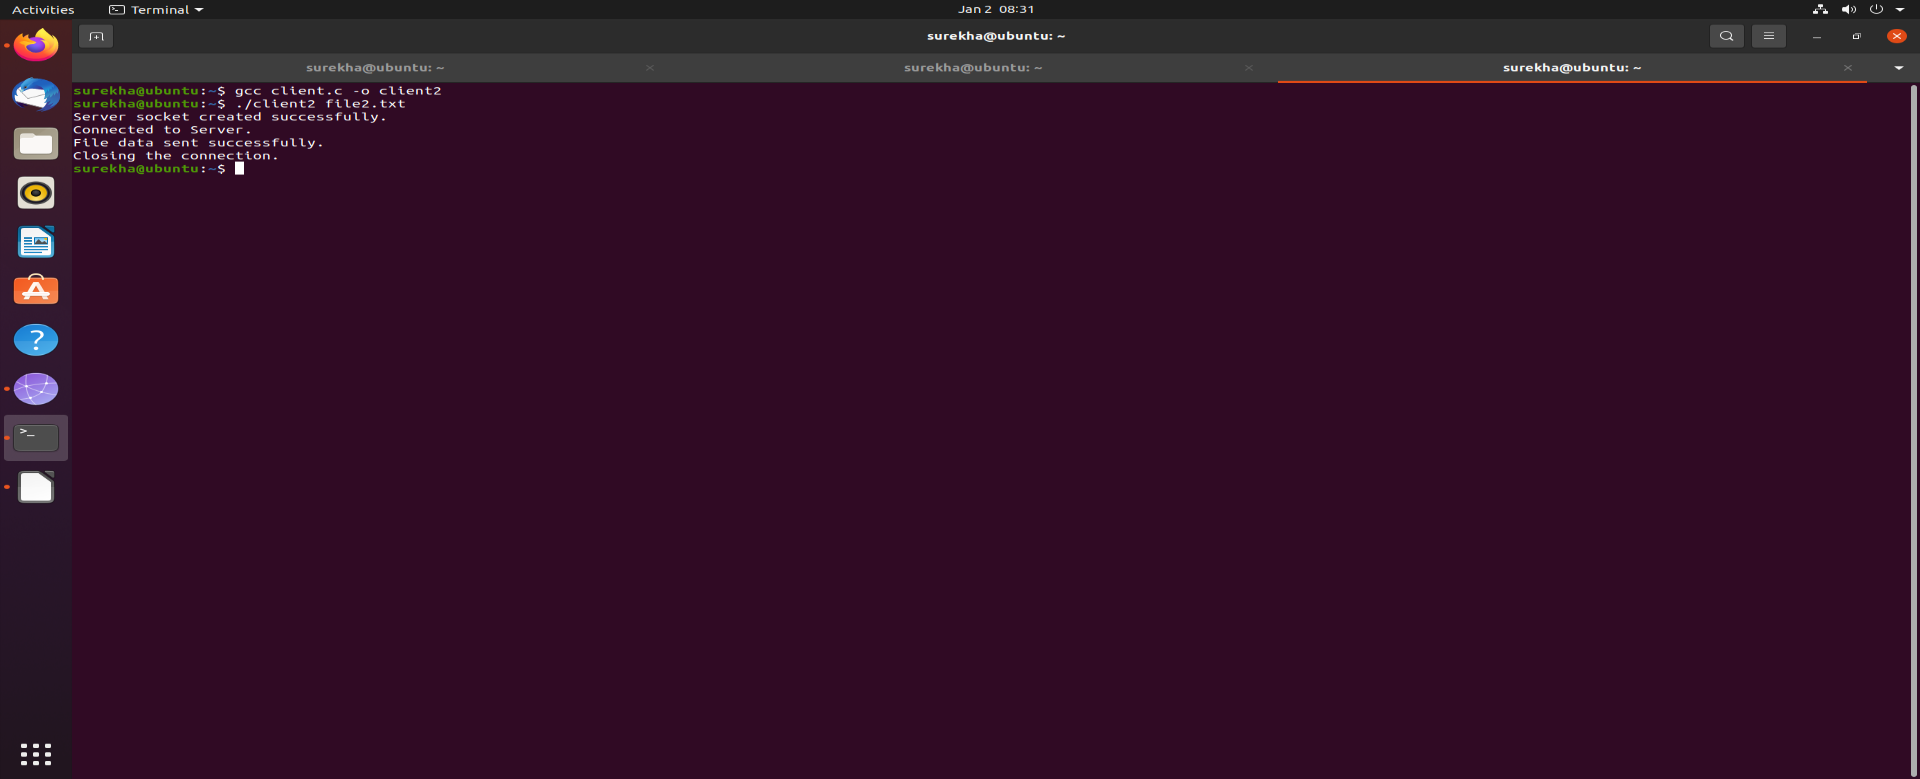 Activities
Terminal
Jan 2 08:31
surekha@ubuntu: ~
surekha@ubuntu: ~
surekha@ubuntu: ~
surekha@ubuntu: ~
surekha@ubuntu:~$ gcc client.c -o client2
surekha@ubuntu:~$ ./client2 file2.txt
Server socket created successfully.
Connected to Server.
File data sent successfully.
Closing the connection.
surekha@ubuntu:~$